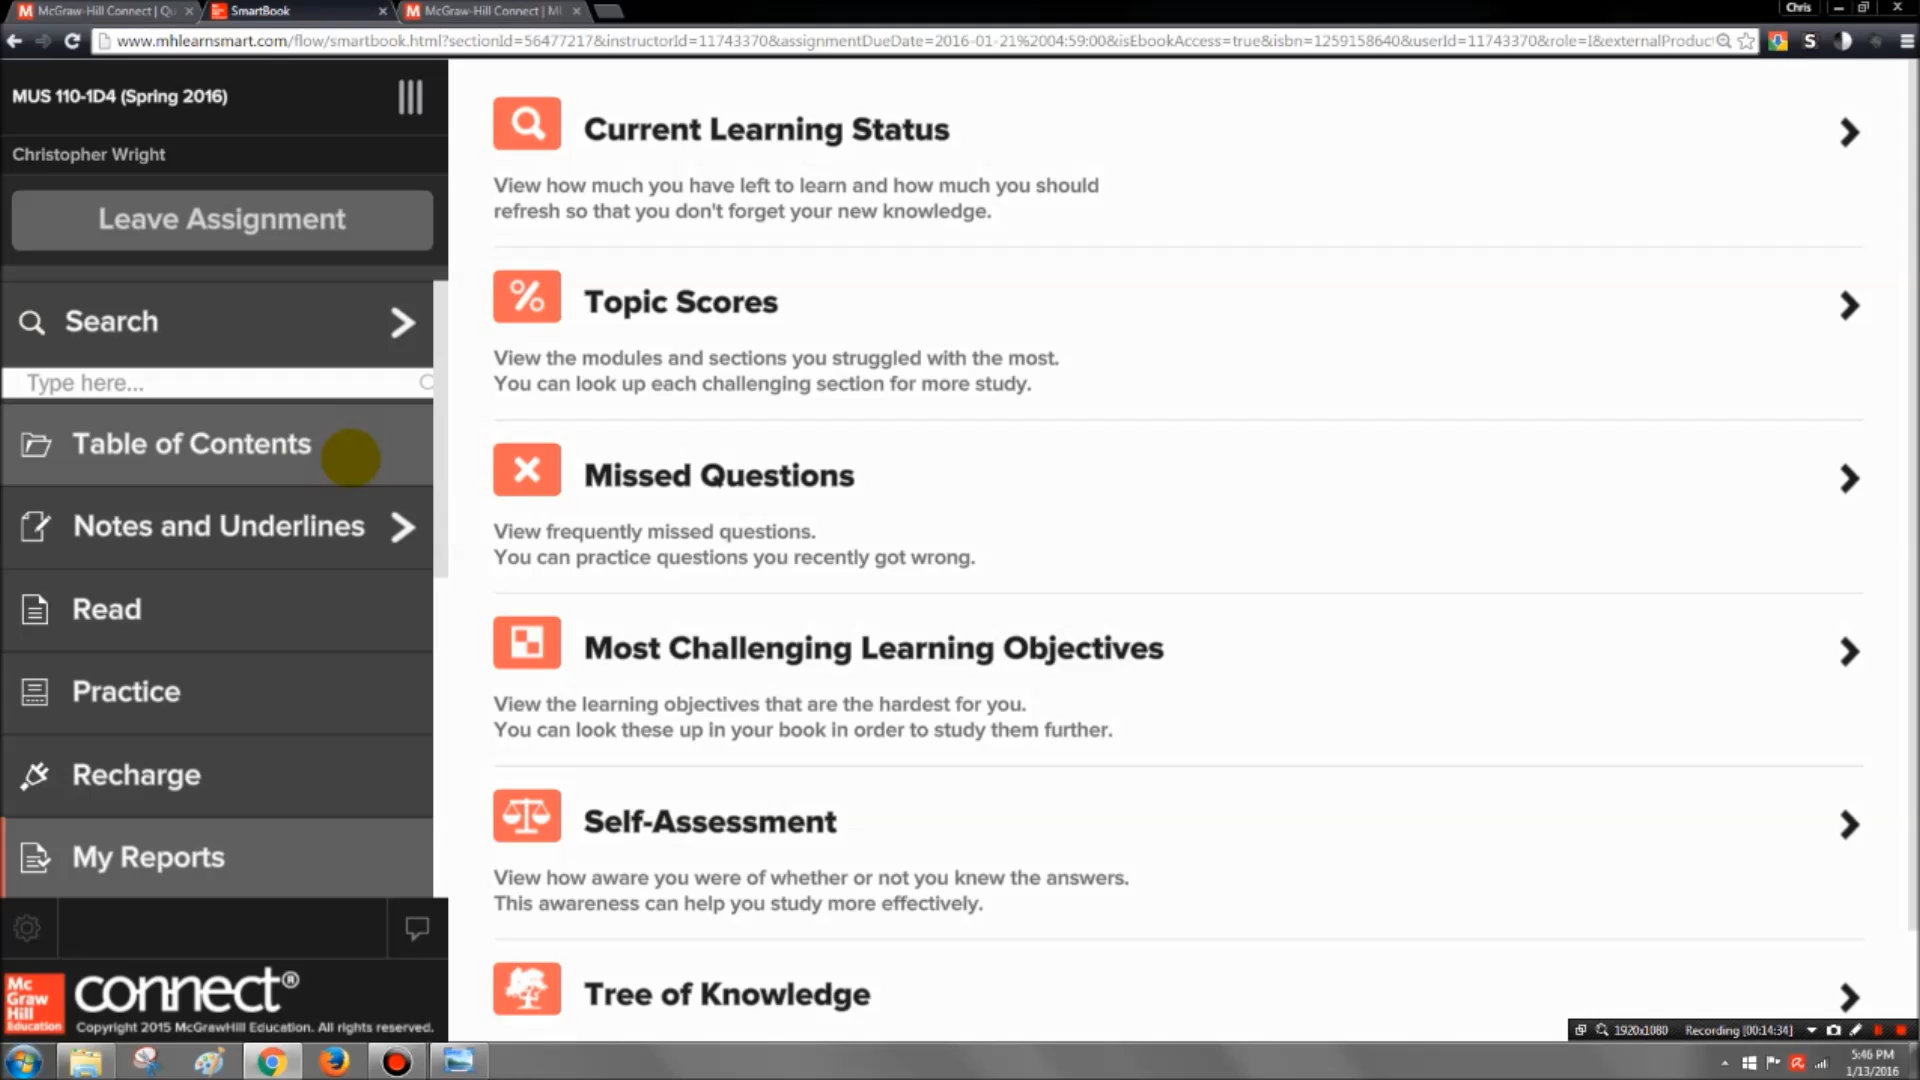 McGraw-Hill Connect | Qu
SmartBook
McGraw-Hill Connect | M
Chris
www.mhlearnsmart.com/flow/smartbook.html?sectionId=56477217&instructorId=11743370&assignmentDueDate=2016-01-21%2004:59:00&isEbookAccess=true&isbn=1259158640&userId=11743370&role=I&externalProduc
MUS 110-1D4 (Spring 2016)
Christopher Wright
Leave Assignment
Search
Type here...
Table of Contents
Notes and Underlines
Read
Practice
Recharge
My Reports
Mc
Graw
Hill
Education
connect®
Copyright 2015 McGrawHill Education. All rights reserved.
Current Learning Status
View how much you have left to learn and how much you should
refresh so that you don't forget your new knowledge.
Topic Scores
View the modules and sections you struggled with the most.
You can look up each challenging section for more study.
Missed Questions
View frequently missed questions.
You can practice questions you recently got wrong.
Most Challenging Learning Objectives
View the learning objectives that are the hardest for you.
You can look these up in your book in order to study them further.
Self-Assessment
View how aware you were of whether or not you knew the answers.
This awareness can help you study more effectively.
Tree of Knowledge
1920x1080
Recording [00:14:34]
5:46 PM
1/13/2016